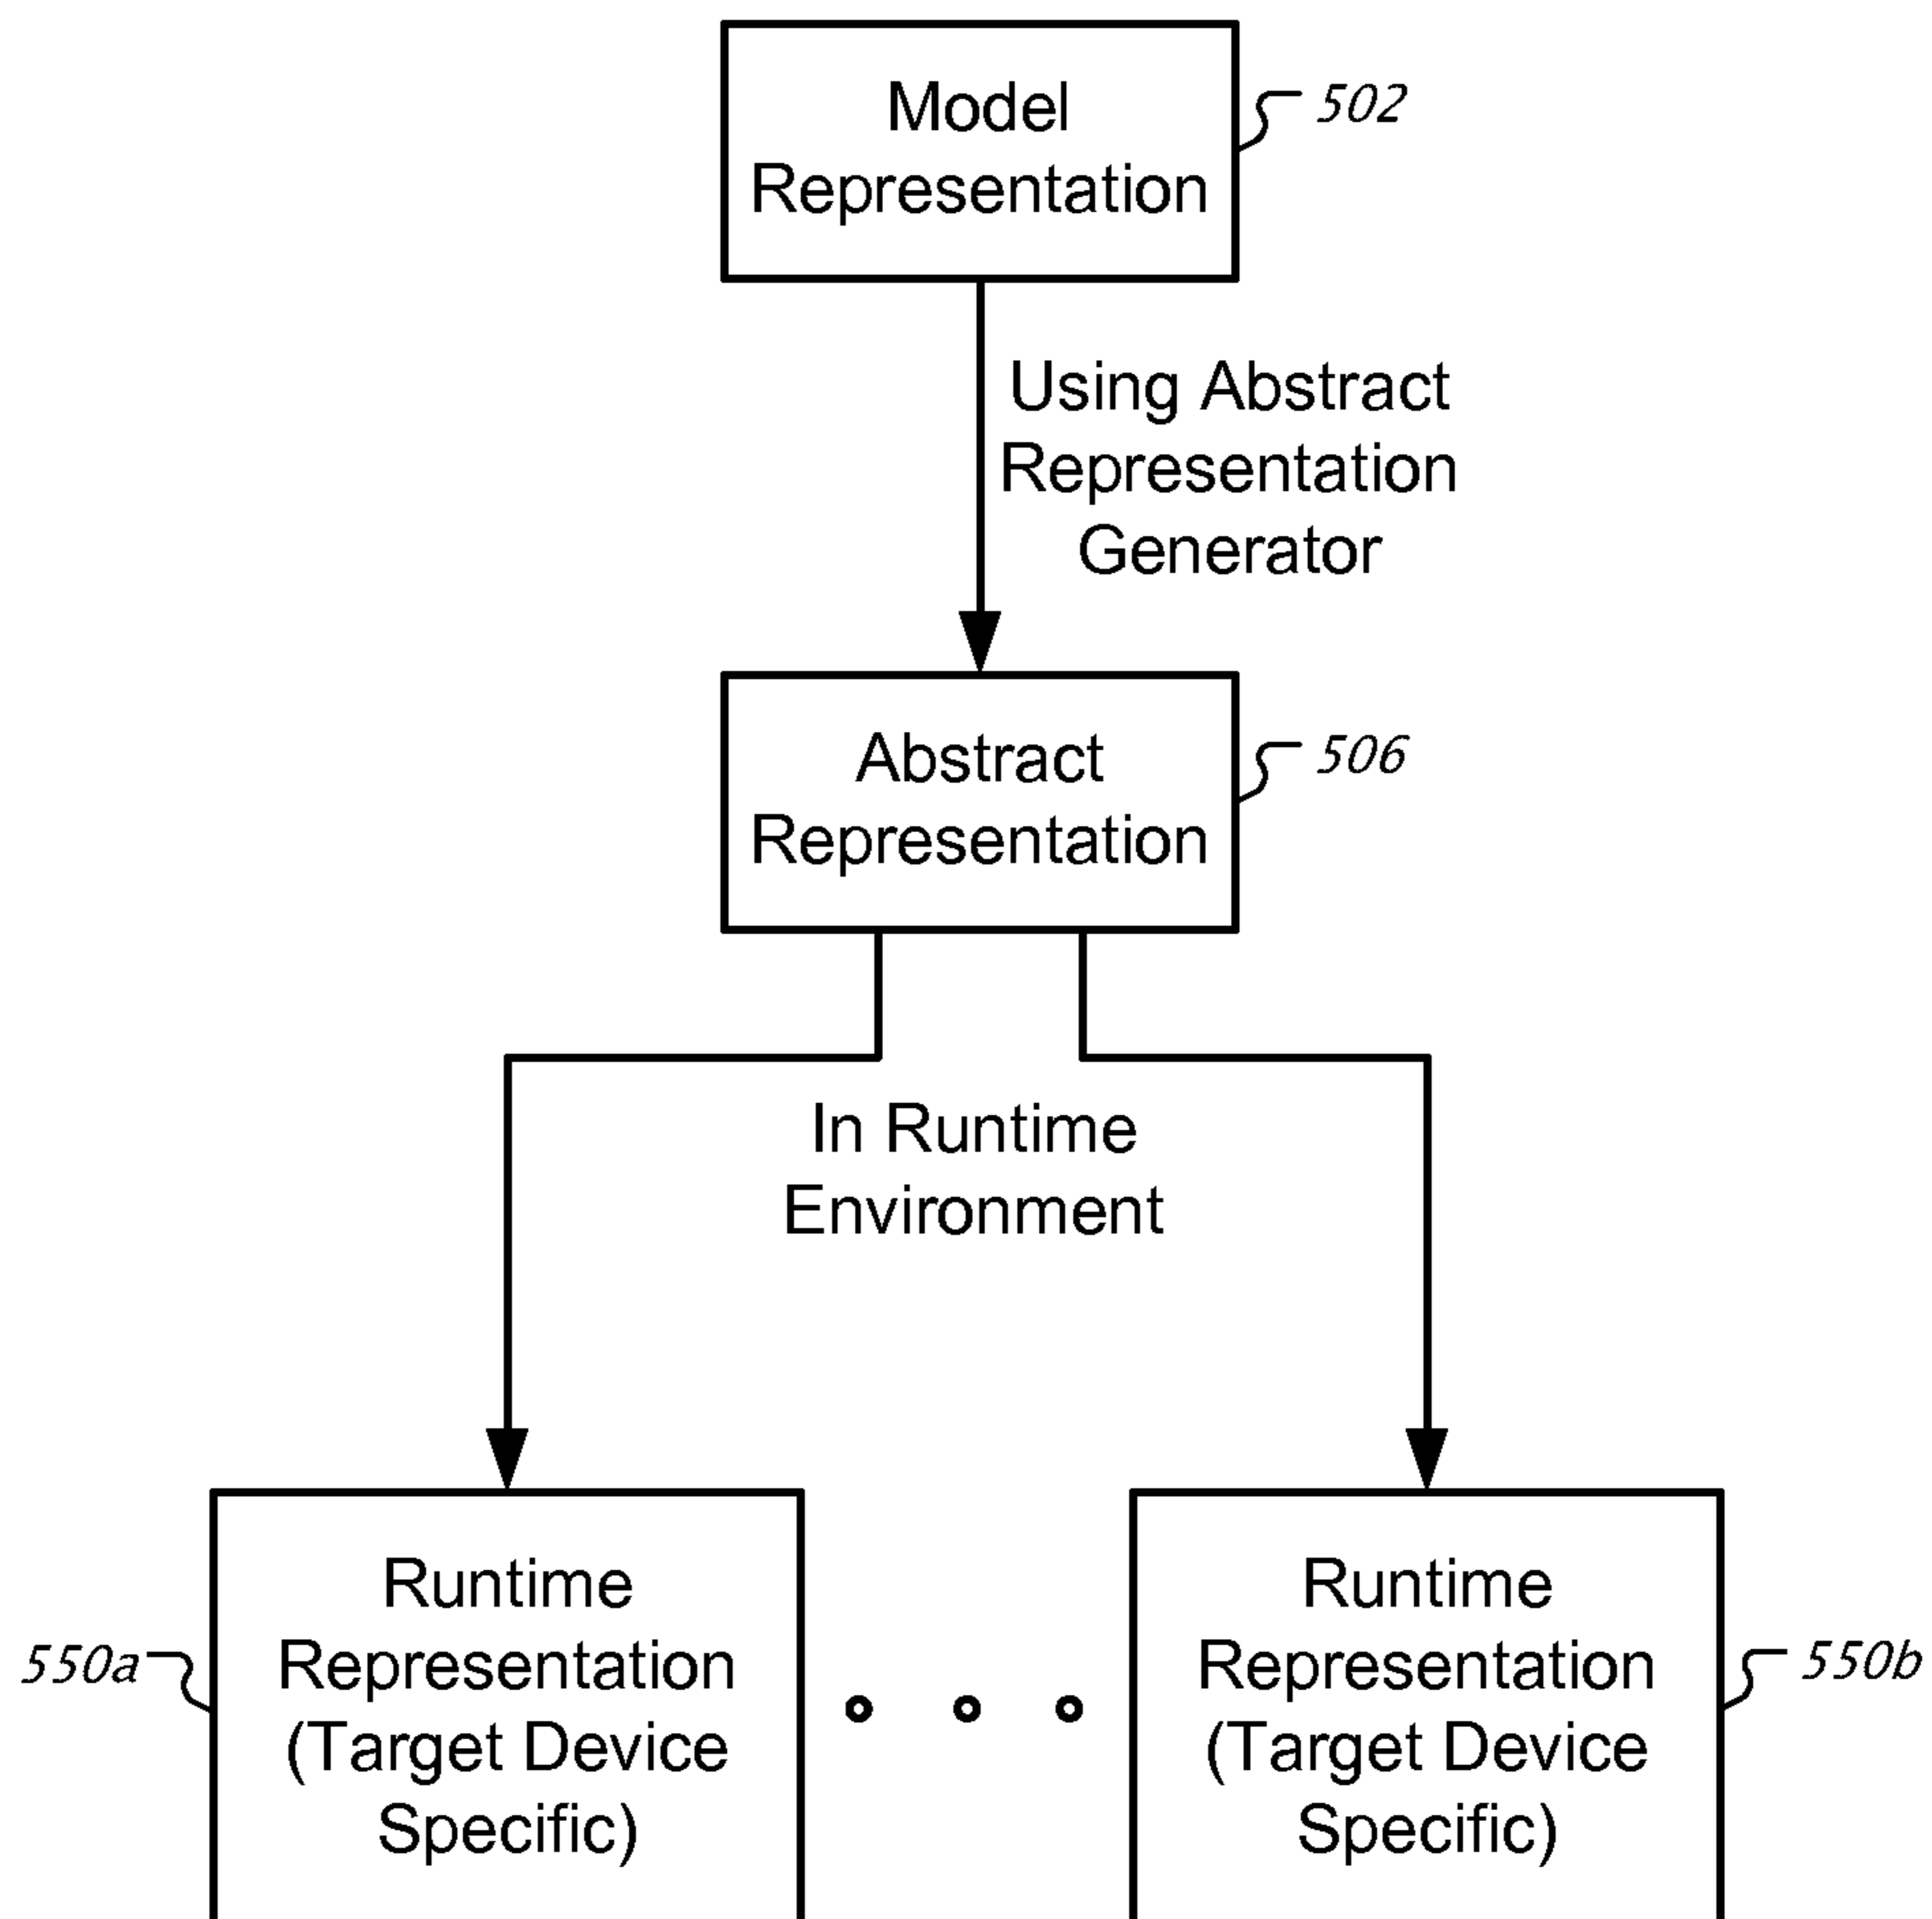 Model
Representation
502
Using Abstract
Representation
Generator
Abstract
Representation
506
In Runtime
Environment
Runtime
Representation
(Target Device
Specific)
550a
Runtime
Representation
(Target Device
Specific)
550b